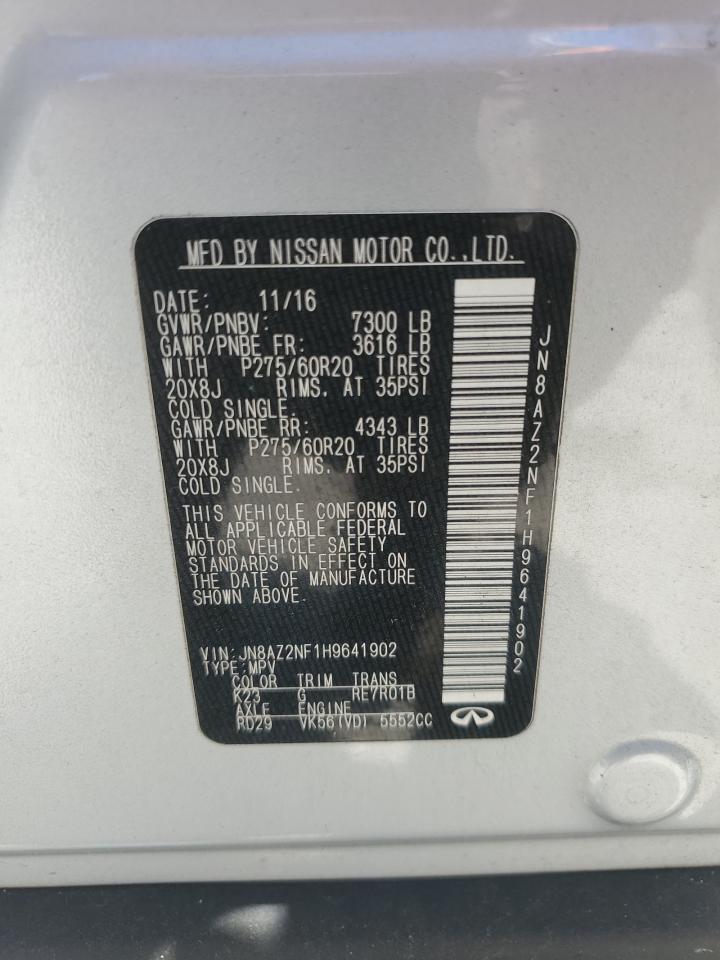 MFD BY NISSAN MOTOR CO.,LTD.
DATE: 11/16
GVWR/PNBV: 7300 LB
GAWR/PNBE FR: 3616 LB
WITH P275/60R20 TIRES
20X8J RIMS. AT 35PSI
COLD SINGLE.
GAWR/PNBE RR: 4343 LB
WITH P275/60R20 TIRES
20X8J RIMS. AT 35PSI
COLD SINGLE.
THIS VEHICLE CONFORMS TO
ALL APPLICABLE FEDERAL
MOTOR VEHICLE SAFETY
STANDARDS IN EFFECT ON
THE DATE OF MANUFACTURE
SHOWN ABOVE.
VIN: JN8AZ2NF1H9641902
TYPE: MPV
COLOR TRIM TRANS
K23 G RE7R01B
AXLE ENGINE
RD29 VK56(VD) 5552CC
JN8AZ2NF1H9641902